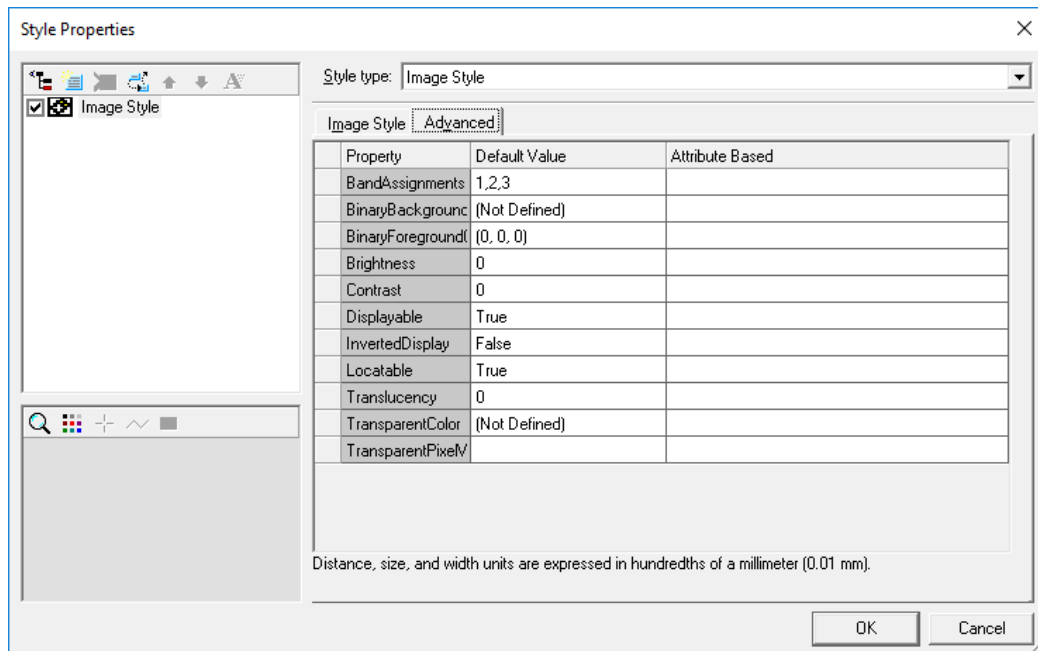 Style Properties
Image Style
Style type: Image Style
Image Style Advanced
Property Default Value Attribute Based
BandAssignments 1,2,3
BinaryBackground (Not Defined)
BinaryForeground( (0, 0, 0)
Brightness 0
Contrast 0
Displayable True
InvertedDisplay False
Locatable True
Translucency 0
TransparentColor (Not Defined)
TransparentPixelV
Distance, size, and width units are expressed in hundredths of a millimeter (0.01 mm).
OK Cancel